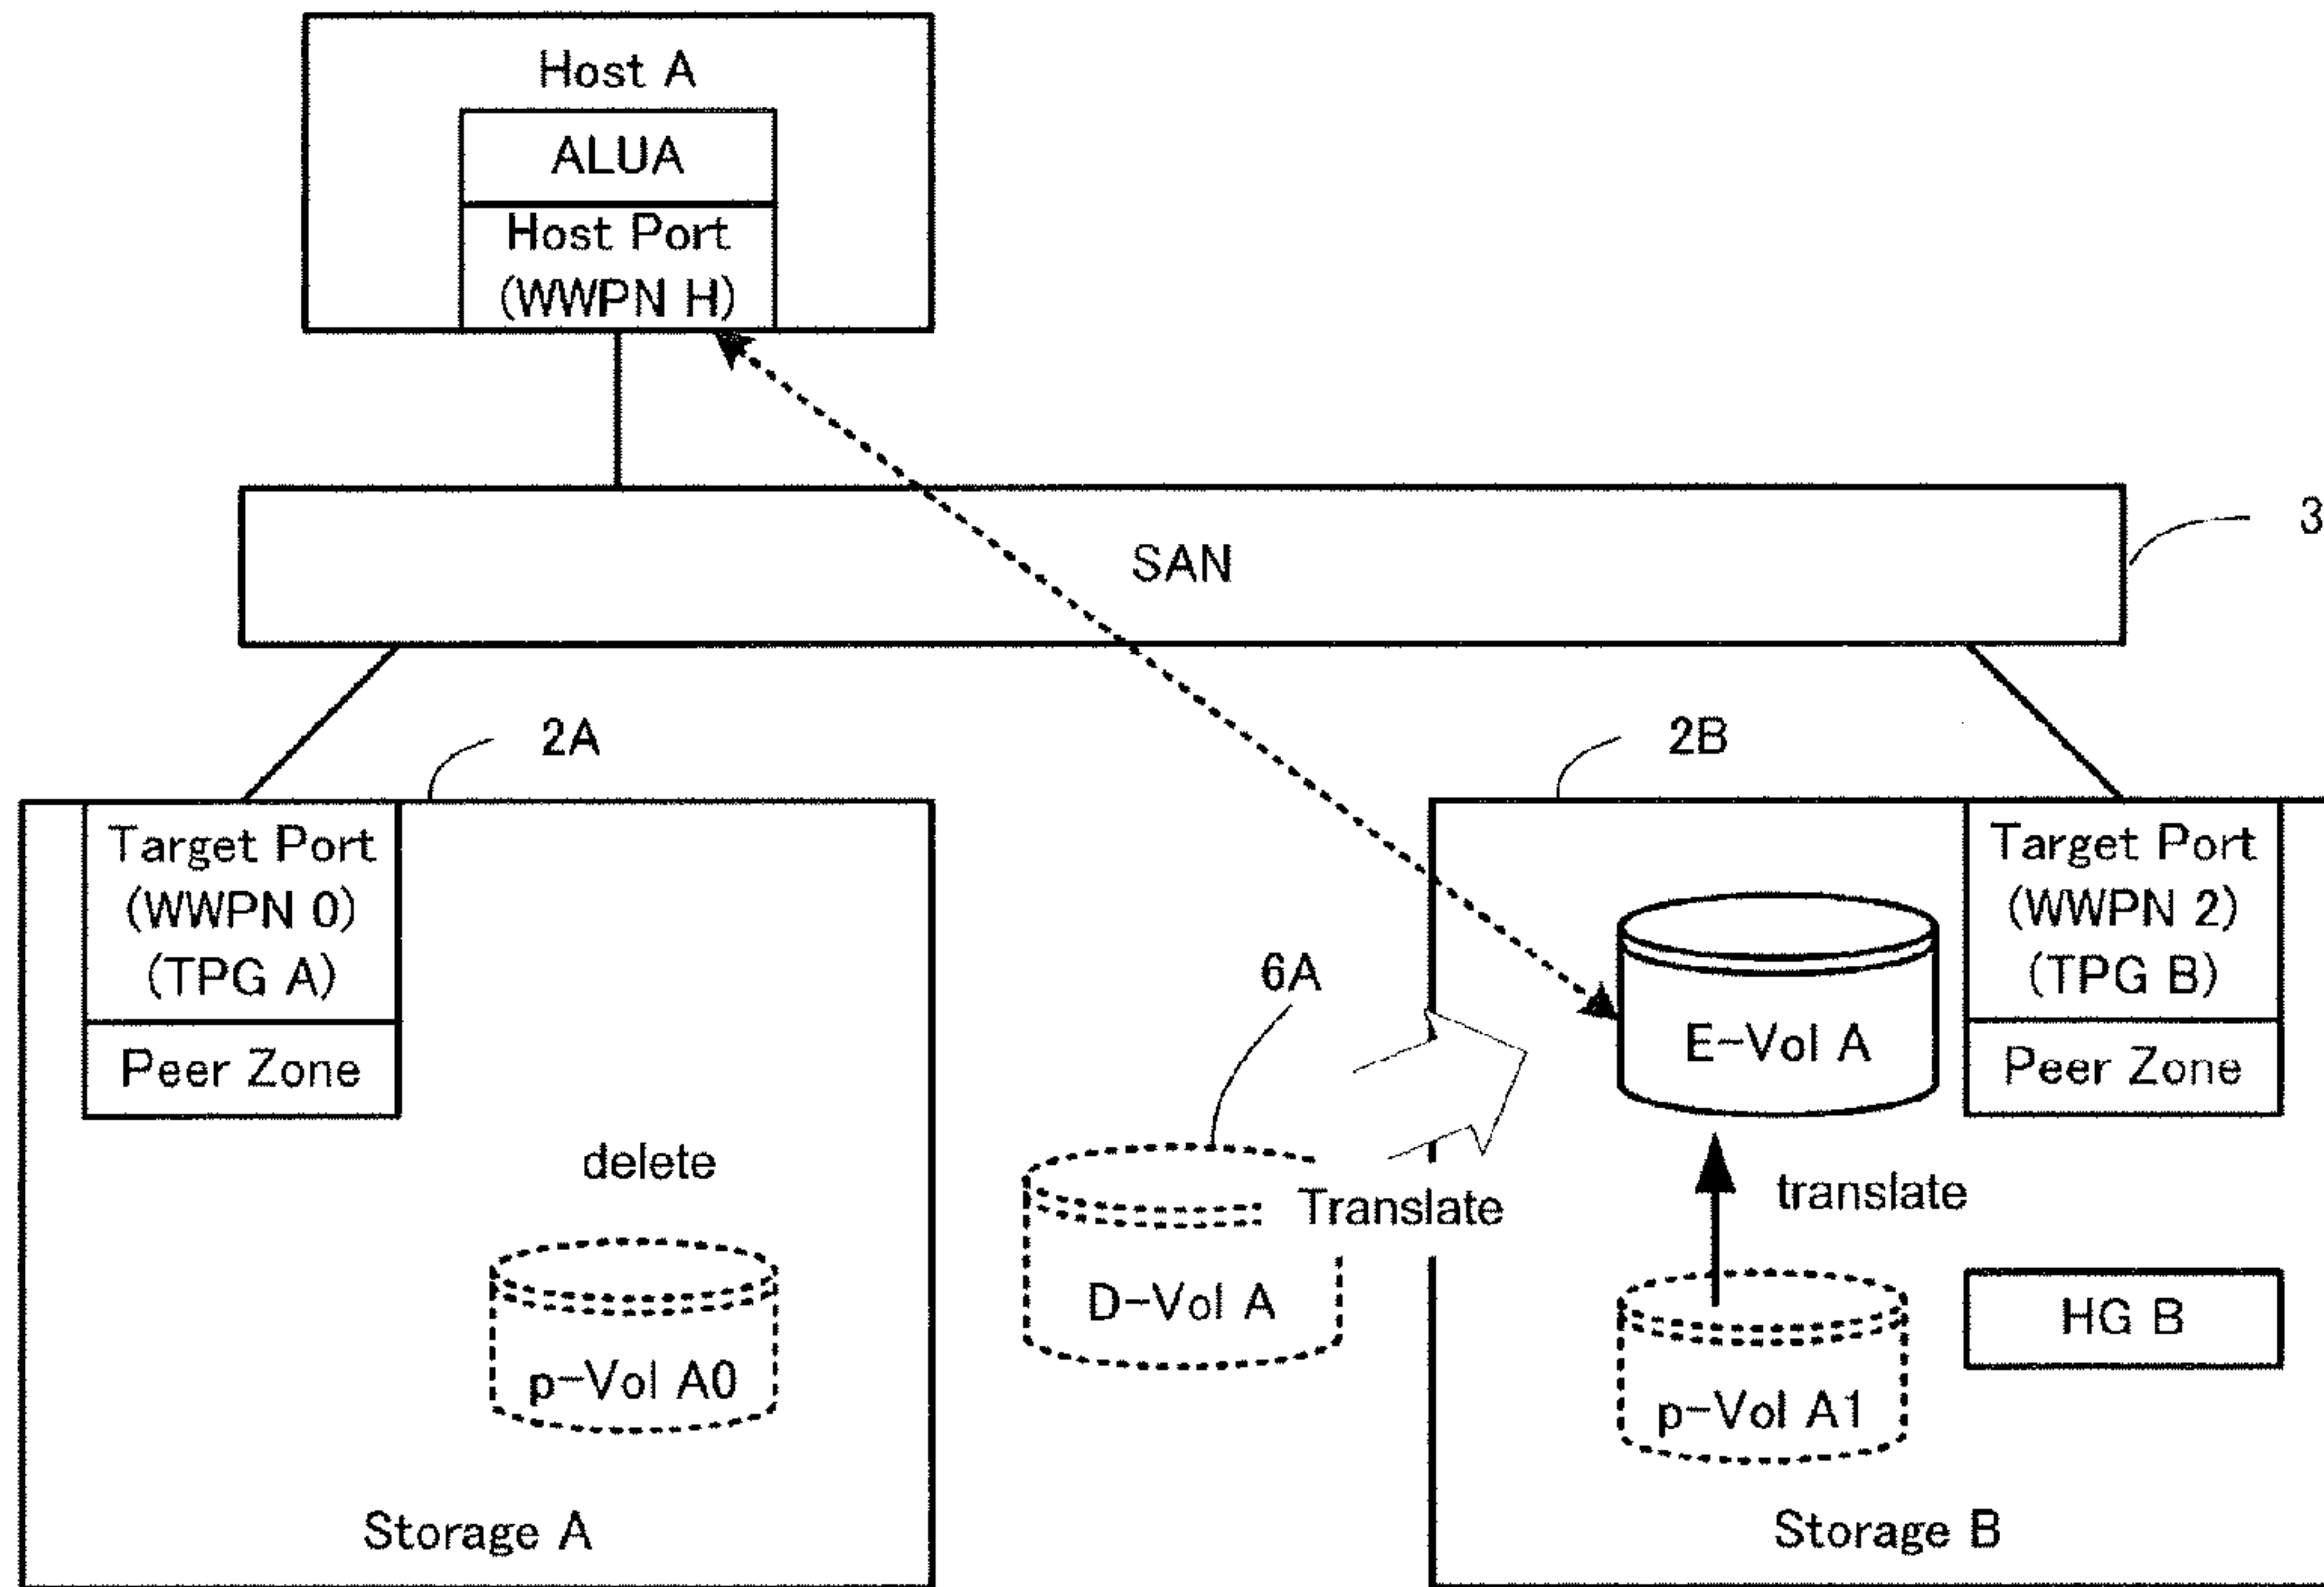 Host A
ALUA
Host Port
(WWPN H)
SAN
3
2A
2B
Target Port
(WWPN 0)
(TPG A)
Peer Zone
delete
p-Vol A0
Storage A
6A
Translate
D-Vol A
E-Vol A
Target Port
(WWPN 2)
(TPG B)
Peer Zone
translate
HG B
p-Vol A1
Storage B